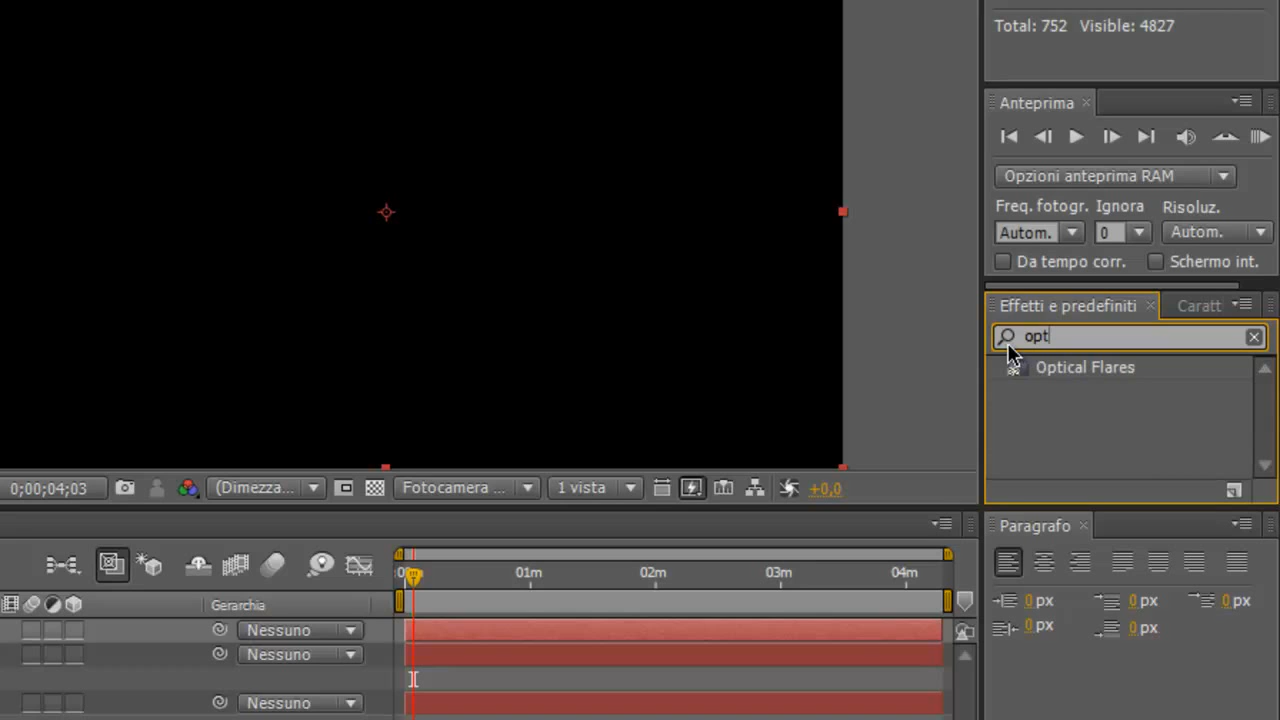 Total: 752 Visible: 4827
Anteprima
Opzioni anteprima RAM
Freq. fotogr. Ignora Risoluz.
Autom. 0 Autom.
Da tempo corr. Schermo int.
Effetti e predefiniti Caratt
opt
Optical Flares
0;00;04;03 (Dimezza... Fotocamera ... 1 vista +0,0
Paragrafo
01m 02m 03m 04m
Gerarchia
0 px 0 px 0 px
0 px 0 px
Nessuno
Nessuno
Nessuno